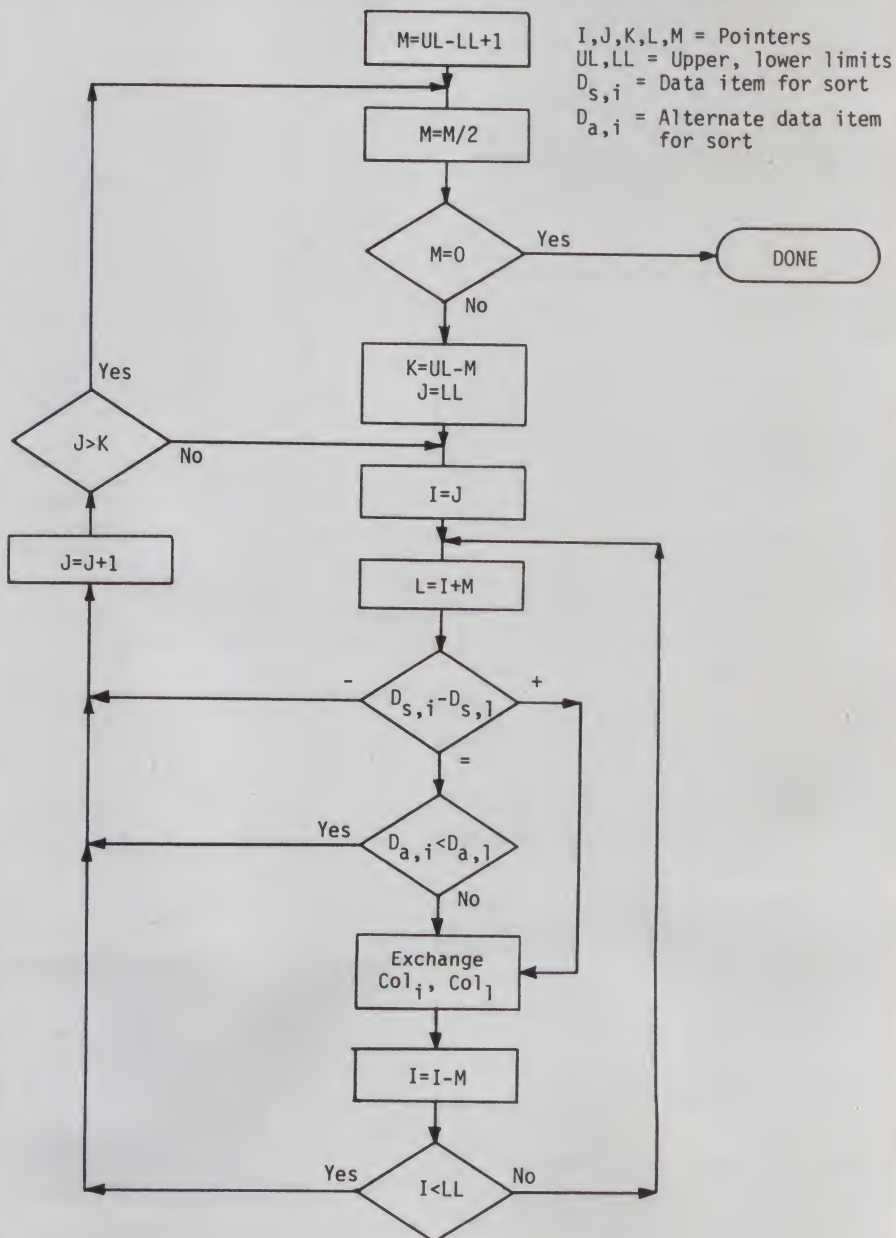 M=UL-LL+1
I,J,K,L,M = Pointers
UL,LL = Upper, lower limits
D_s,i = Data item for sort
D_a,i = Alternate data item
for sort
M=M/2
M=0
Yes
DONE
No
K=UL-M
J=LL
Yes
J>K
No
I=J
J=J+1
L=I+M
-
D_s,i-D_s,l
+
=
Yes
D_a,i<D_a,l
No
Exchange
Col_i, Col_l
I=I-M
Yes
I<LL
No